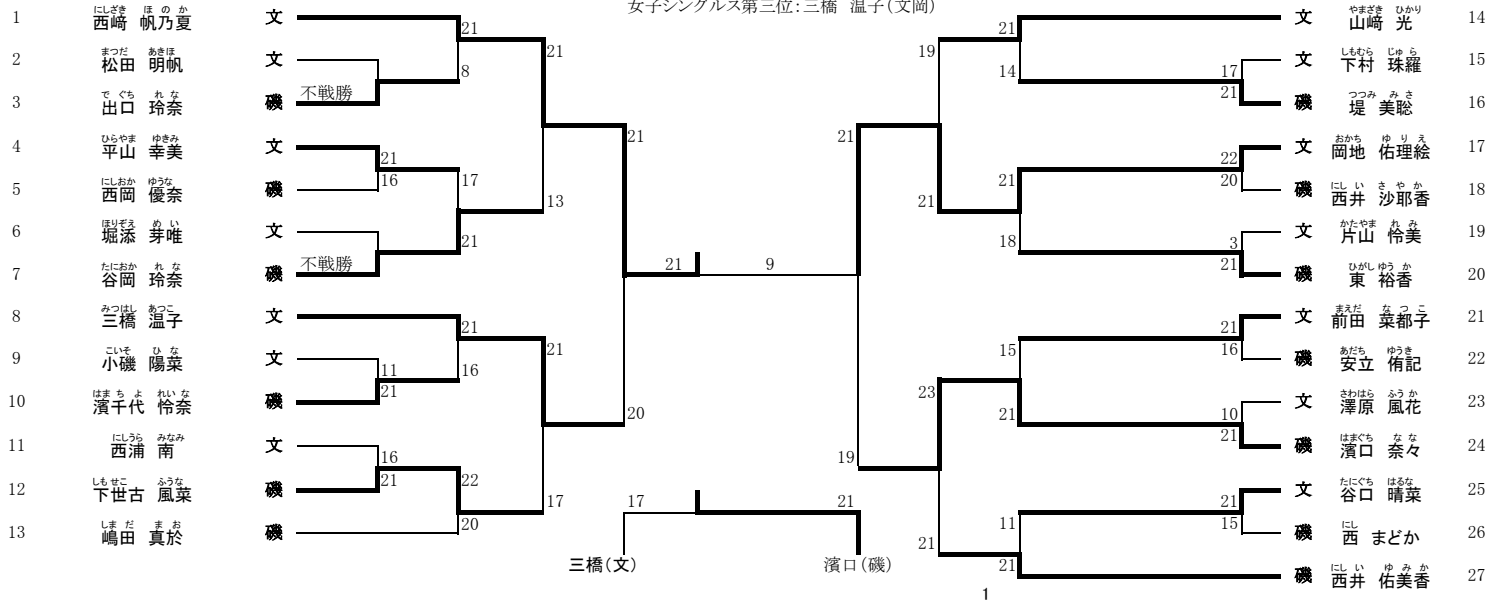 女子シングルス第三位：三橋　温子（文岡）
1 西﨑 帆乃夏 文
にしざき ほのか
2 松田 明帆 文
まつだ あきほ
3 出口 玲奈 磯 不戦勝
でぐち れな
4 平山 幸美 文
ひらやま ゆきみ
5 西岡 優奈 磯
にしおか ゆうな
6 堀添 芽唯 文
ほりぞえ めい
7 谷岡 玲奈 磯 不戦勝
たにおか れな
8 三橋 温子 文
みつはし あつこ
9 小磯 陽菜 文
こいそ ひな
10 濱千代 怜奈 磯
はまちよ れいな
11 西浦 南 文
にしうら みなみ
12 下世古 風菜 磯
しもせこ ふうな
13 嶋田 真於 磯
しまだ まお
21 8
21 16
17 21
21 13
21
21 16
11 21
16 21
22 20
21 17
20
21 9
17 21
三橋（文） 濱口（磯）
文 山﨑 光 14
やまざき ひかり
文 下村 珠羅 15
しもむら じゅら
磯 堤 美聡 16
つつみ みさ
文 岡地 佑理絵 17
おかち ゆりえ
磯 西井 沙耶香 18
にしい さやか
文 片山 怜美 19
かたやま れみ
磯 東 裕香 20
ひがし ゆうか
文 前田 菜都子 21
まえだ なつこ
磯 安立 侑記 22
あだち ゆうき
文 澤原 風花 23
さわはら ふうか
磯 濱口 奈々 24
はまぐち なな
文 谷口 晴菜 25
たにぐち はるな
磯 西 まどか 26
にし
磯 西井 佑美香 27
にしい ゆみか
21 14
17 21
19 21
22 20
21 18
3 21
21
21 16
15 21
10 21
23 21
21 15
11 21
19
1